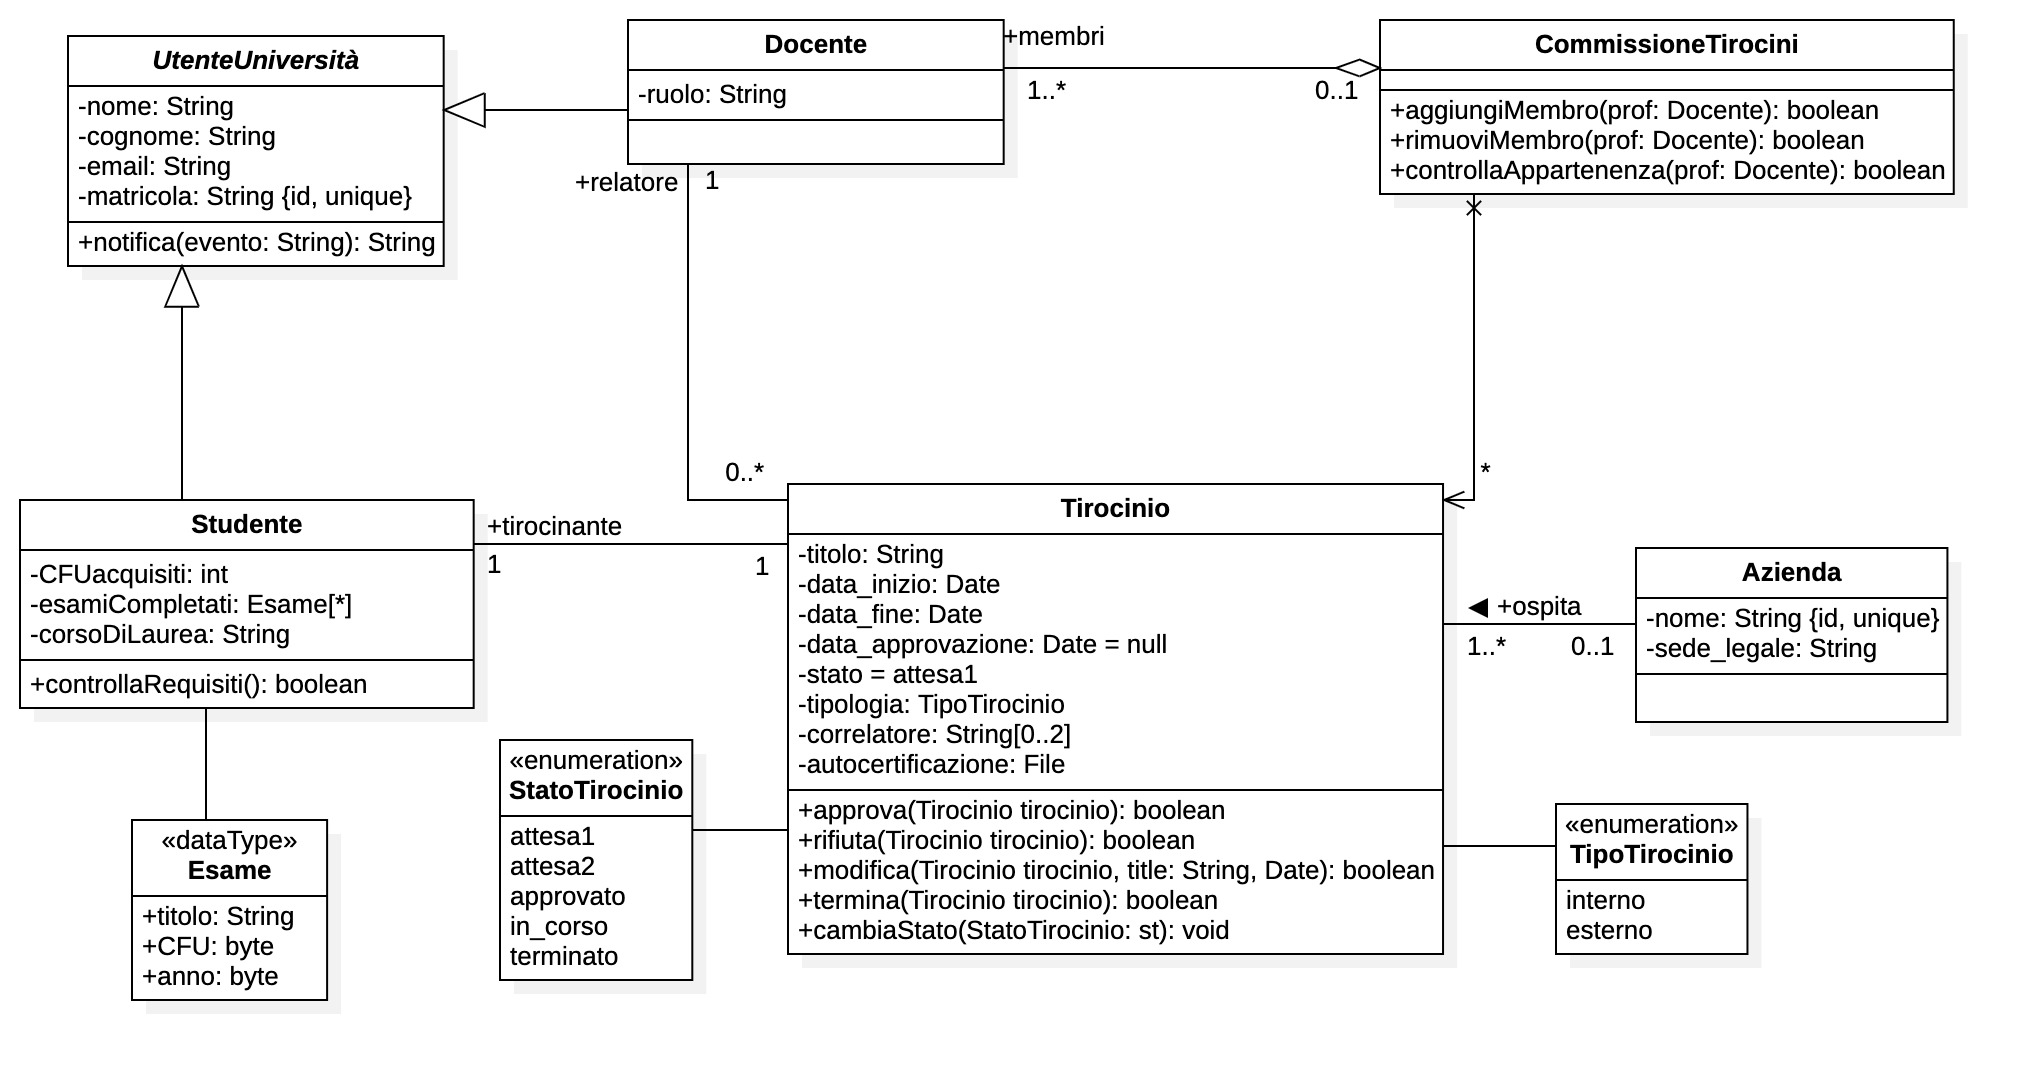 UtenteUniversità
-nome: String
-cognome: String
-email: String
-matricola: String {id, unique}
+notifica(evento: String): String
Docente
-ruolo: String
+membri
1..*
0..1
CommissioneTirocini
+aggiungiMembro(prof: Docente): boolean
+rimuoviMembro(prof: Docente): boolean
+controllaAppartenenza(prof: Docente): boolean
+relatore
1
0..*
*
Studente
-CFUacquisiti: int
-esamiCompletati: Esame[*]
-corsoDiLaurea: String
+controllaRequisiti(): boolean
+tirocinante
1
1
Tirocinio
-titolo: String
-data_inizio: Date
-data_fine: Date
-data_approvazione: Date = null
-stato = attesa1
-tipologia: TipoTirocinio
-correlatore: String[0..2]
-autocertificazione: File
+approva(Tirocinio tirocinio): boolean
+rifiuta(Tirocinio tirocinio): boolean
+modifica(Tirocinio tirocinio, title: String, Date): boolean
+termina(Tirocinio tirocinio): boolean
+cambiaStato(StatoTirocinio: st): void
◀ +ospita
1..*
0..1
Azienda
-nome: String {id, unique}
-sede_legale: String
«enumeration»
StatoTirocinio
attesa1
attesa2
approvato
in_corso
terminato
«enumeration»
TipoTirocinio
interno
esterno
«dataType»
Esame
+titolo: String
+CFU: byte
+anno: byte